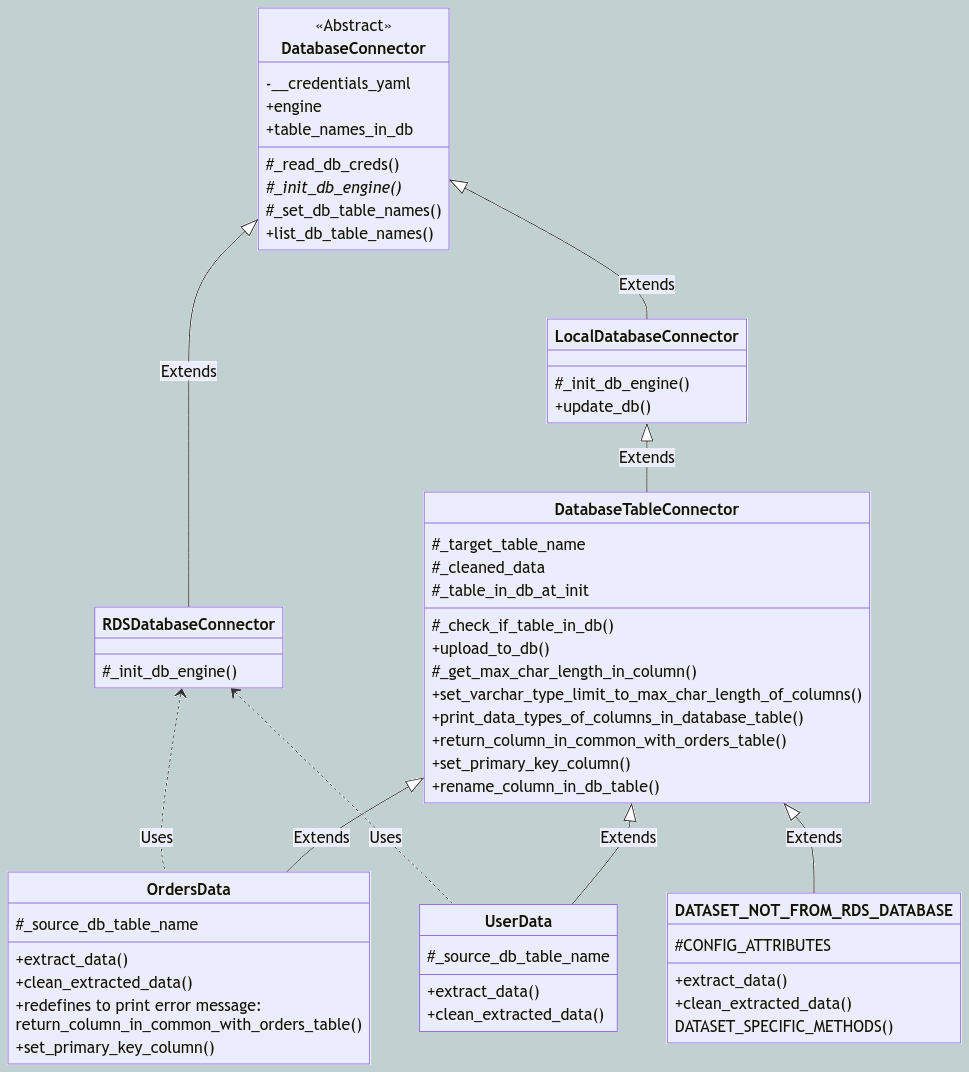 «Abstract»
DatabaseConnector
-__credentials_yaml
+engine
+table_names_in_db
#_read_db_creds()
#_init_db_engine()
#_set_db_table_names()
+list_db_table_names()
Extends
LocalDatabaseConnector
#_init_db_engine()
+update_db()
Extends
Extends
DatabaseTableConnector
#_target_table_name
#_cleaned_data
#_table_in_db_at_init
#_check_if_table_in_db()
+upload_to_db()
#_get_max_char_length_in_column()
+set_varchar_type_limit_to_max_char_length_of_columns()
+print_data_types_of_columns_in_database_table()
+return_column_in_common_with_orders_table()
+set_primary_key_column()
+rename_column_in_db_table()
RDSDatabaseConnector
#_init_db_engine()
Uses
Extends
Uses
Extends
Extends
OrdersData
#_source_db_table_name
+extract_data()
+clean_extracted_data()
+redefines to print error message:
return_column_in_common_with_orders_table()
+set_primary_key_column()
UserData
#_source_db_table_name
+extract_data()
+clean_extracted_data()
DATASET_NOT_FROM_RDS_DATABASE
#CONFIG_ATTRIBUTES
+extract_data()
+clean_extracted_data()
DATASET_SPECIFIC_METHODS()